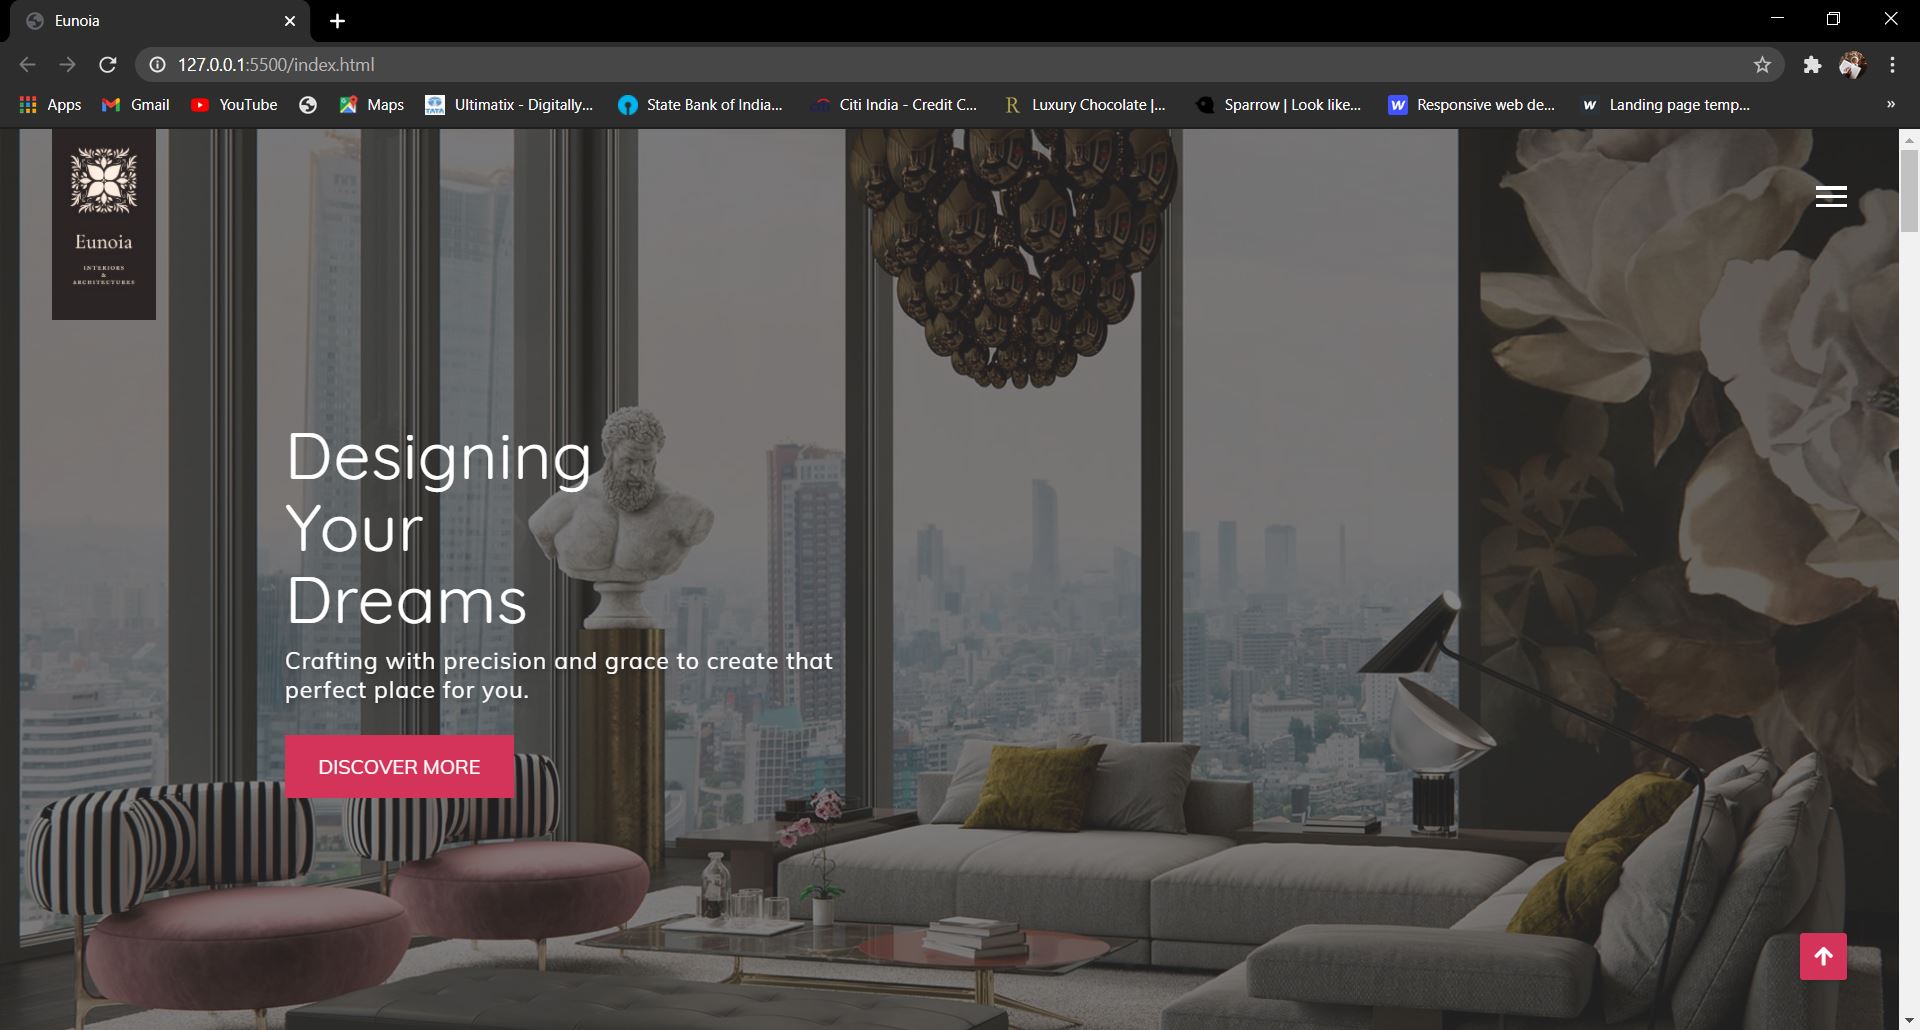 Eunoia
127.0.0.1:5500/index.html
Apps Gmail YouTube Maps Ultimatix - Digitally... State Bank of India... Citi India - Credit C... Luxury Chocolate |... Sparrow | Look like... Responsive web de... Landing page temp... »
Eunoia
INTERIORS
&
ARCHITECTURES
Designing
Your
Dreams
Crafting with precision and grace to create that
perfect place for you.
DISCOVER MORE